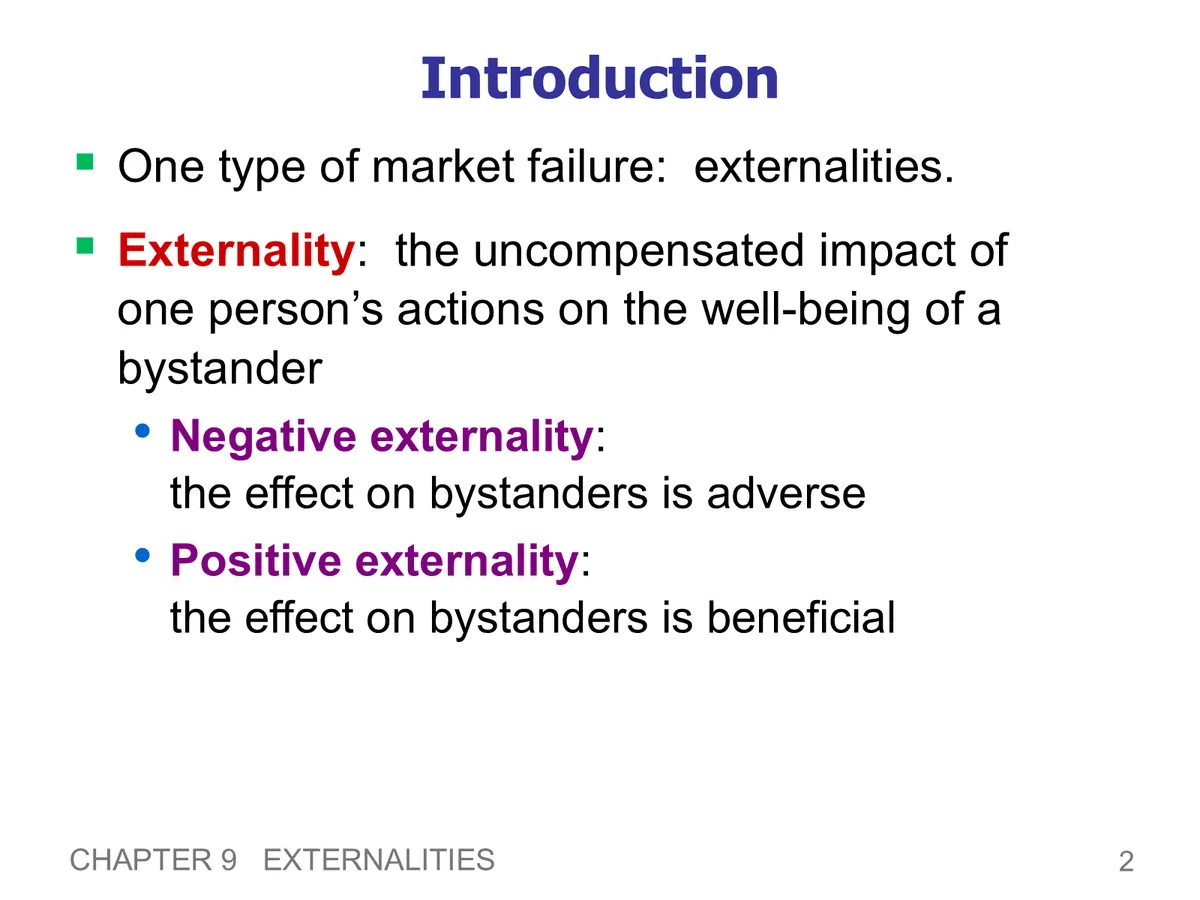 Introduction
One type of market failure:  externalities.
Externality:  the uncompensated impact of
one person’s actions on the well-being of a
bystander
Negative externality:
the effect on bystanders is adverse
Positive externality:
the effect on bystanders is beneficial
CHAPTER 9   EXTERNALITIES
2